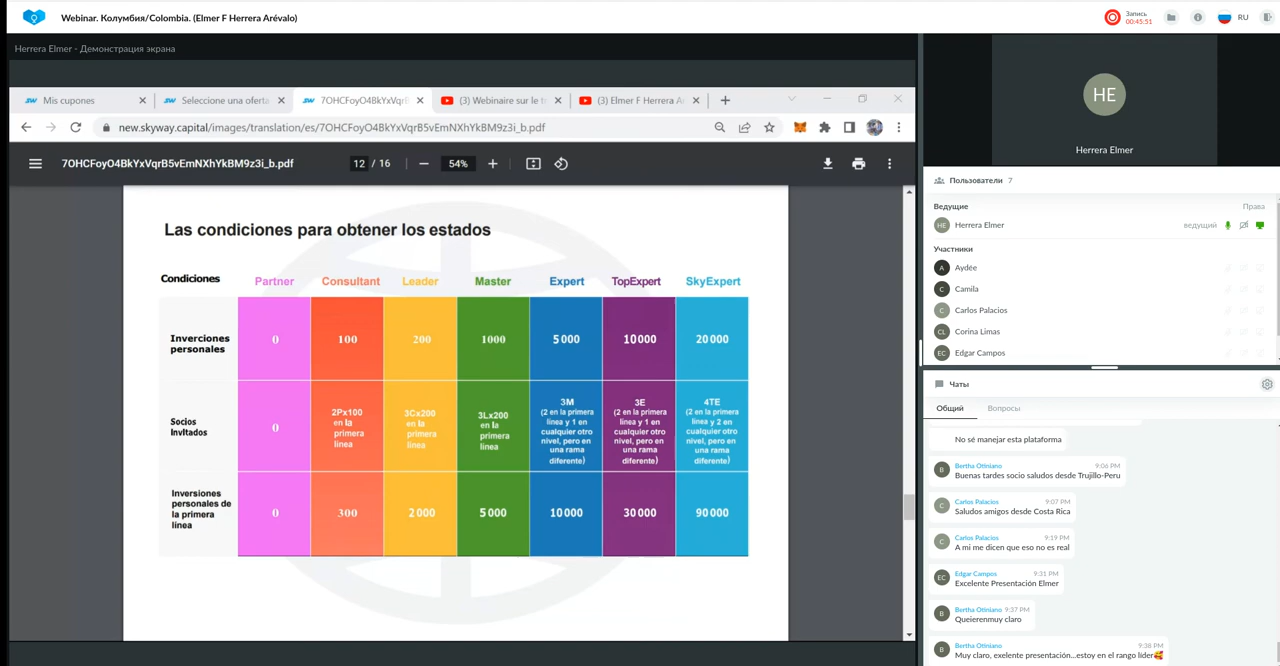 Webinar. Колумбия/Colombia. (Elmer F Herrera Arévalo)
Запись
00:45:51
RU
Herrera Elmer - Демонстрация экрана
Mis cupones
Seleccione una oferta
7OHCFoyO4BkYxVqrB
(3) Webinaire sur le t
(3) Elmer F Herrera A
new.skyway.capital/images/translation/es/7OHCFoyO4BkYxVqrB5vEmNXhYkBM9z3i_b.pdf
7OHCFoyO4BkYxVqrB5vEmNXhYkBM9z3i_b.pdf
12 / 16
54%
Las condiciones para obtener los estados
Condiciones Partner Consultant Leader Master Expert TopExpert SkyExpert
Inverciones
personales
0
100
200
1000
5 000
10 000
20 000
Socios
Invitados
0
2Px100
en la
primera
línea
3Cx200
en la
primera
línea
3Lx200
en la
primera
línea
3M
(2 en la primera
línea y 1 en
cualquier otro
nivel, pero en
una rama
diferente)
3E
(2 en la primera
línea y 1 en
cualquier otro
nivel, pero en
una rama
diferente)
4TE
(2 en la primera
línea y 2 en
cualquier otro
nivel, pero en
una rama
diferente)
Inversiones
personales de
la primera
línea
0
300
2 000
5 000
10 000
30 000
90 000
HE
Herrera Elmer
Пользователи 7
Ведущие Права
HE Herrera Elmer ведущий
Участники
A Aydée
C Camila
C Carlos Palacios
CL Corina Limas
EC Edgar Campos
Чаты
Общий Вопросы
No sé manejar esta plataforma
B Bertha Otiniano 9:06 PM
Buenas tardes socio saludos desde Trujillo-Peru
C Carlos Palacios 9:07 PM
Saludos amigos desde Costa Rica
C Carlos Palacios 9:19 PM
A mi me dicen que eso no es real
EC Edgar Campos 9:31 PM
Excelente Presentación Elmer
B Bertha Otiniano 9:37 PM
Queierenmuy claro
B Bertha Otiniano 9:38 PM
Muy claro, exelente presentación...estoy en el rango líder🥰